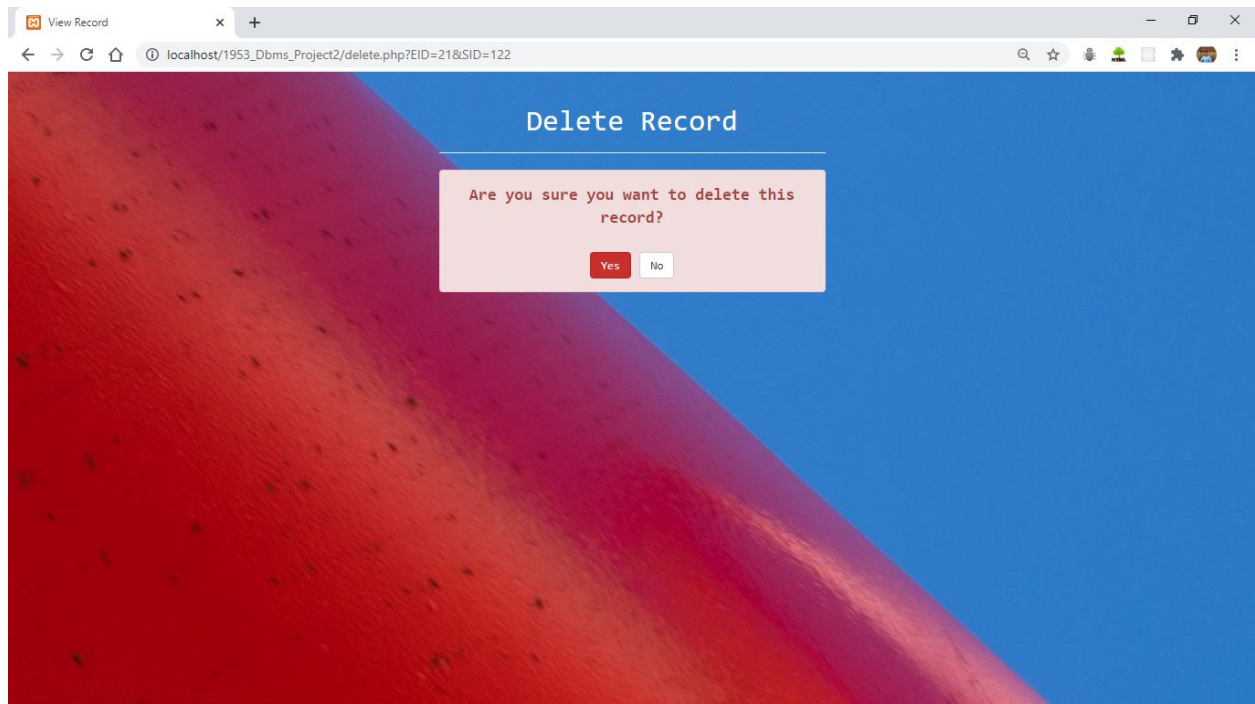 View Record
localhost/1953_Dbms_Project2/delete.php?EID=21&SID=122
Delete Record
Are you sure you want to delete this
record?
Yes No